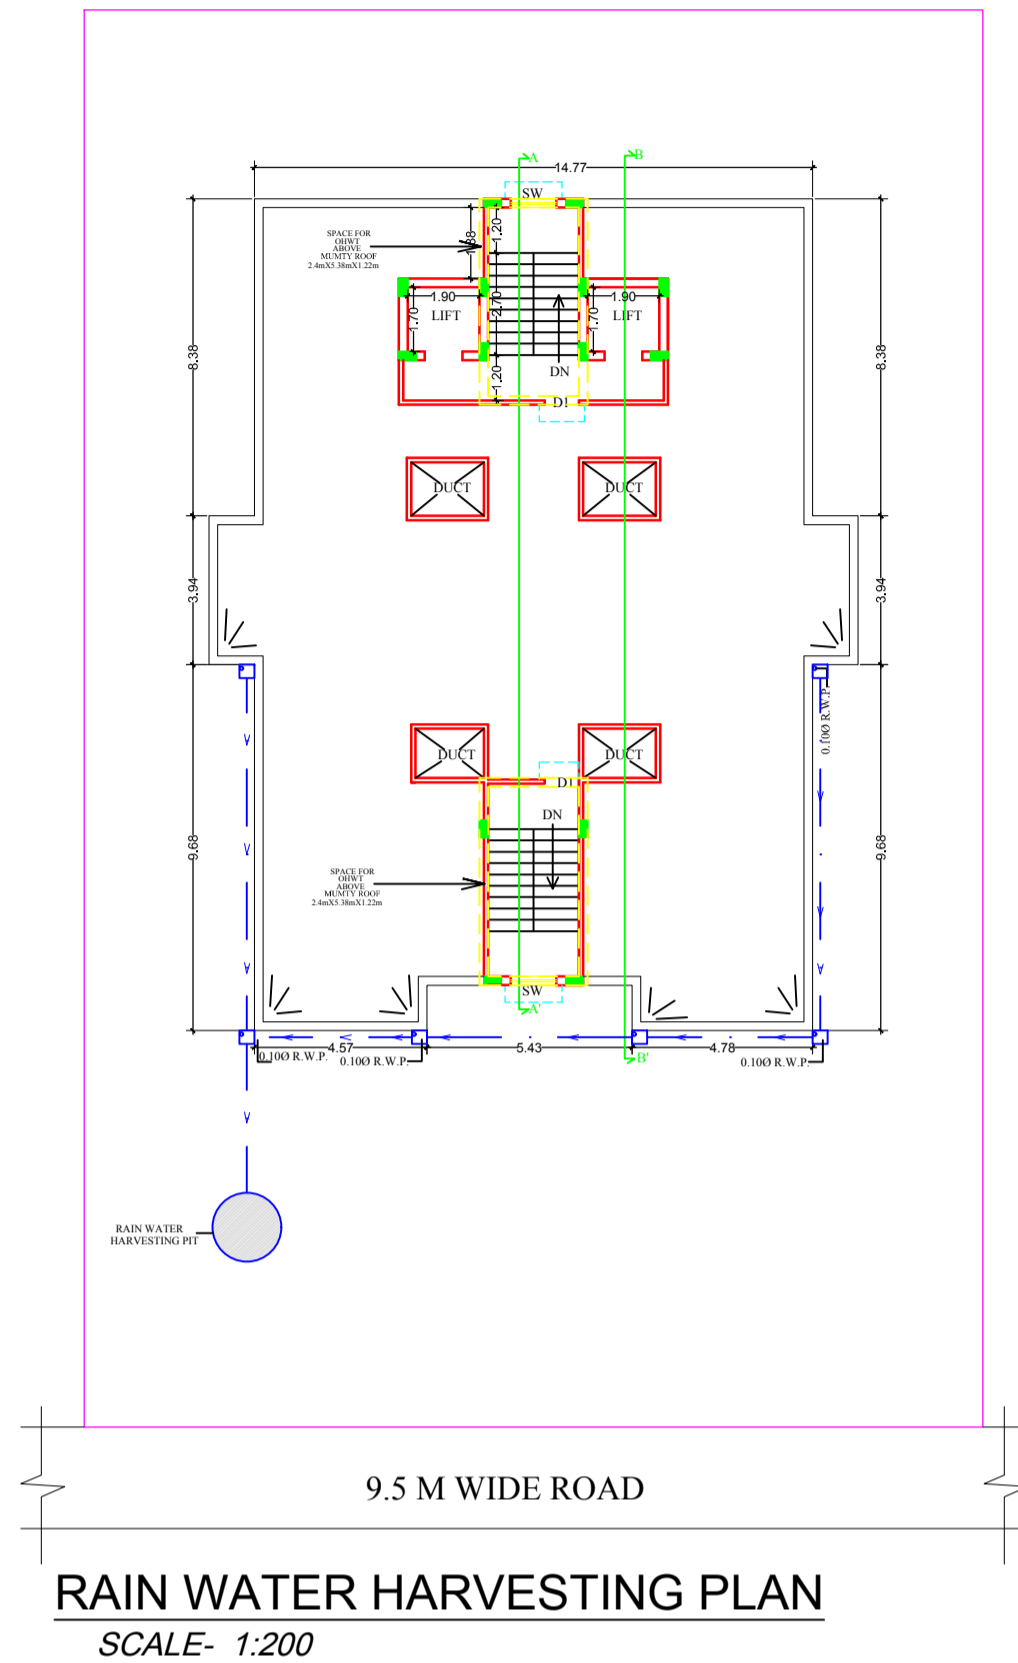 A
B
14.77
SW
SPACE FOR
OHWT
ABOVE
MUMTY ROOF
2.4mX5.38mX1.22m
1.20
1.88
1.90
2.70
1.90
1.70
LIFT
1.70
LIFT
8.38
8.38
DN
1.20
D1
DUCT
DUCT
3.94
3.94
0.10Ø R.W.P.
DUCT
DUCT
D1
DN
9.68
9.68
SPACE FOR
OHWT
ABOVE
MUMTY ROOF
2.4mX5.38mX1.22m
SW
A'
4.57
5.43
4.78
B'
0.10Ø R.W.P.
0.10Ø R.W.P.
0.10Ø R.W.P.
RAIN WATER
HARVESTING PIT
9.5 M WIDE ROAD
RAIN WATER HARVESTING PLAN
SCALE- 1:200